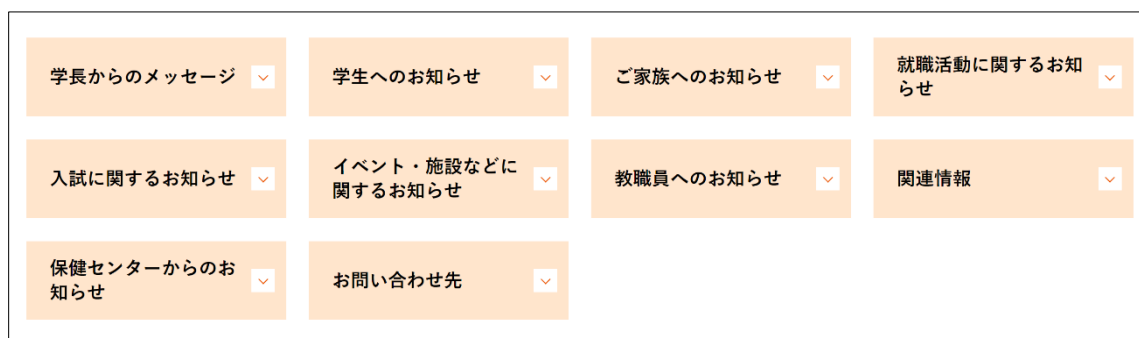 学長からのメッセージ
学生へのお知らせ
ご家族へのお知らせ
就職活動に関するお知
らせ
入試に関するお知らせ
イベント・施設などに
関するお知らせ
教職員へのお知らせ
関連情報
保健センターからのお
知らせ
お問い合わせ先